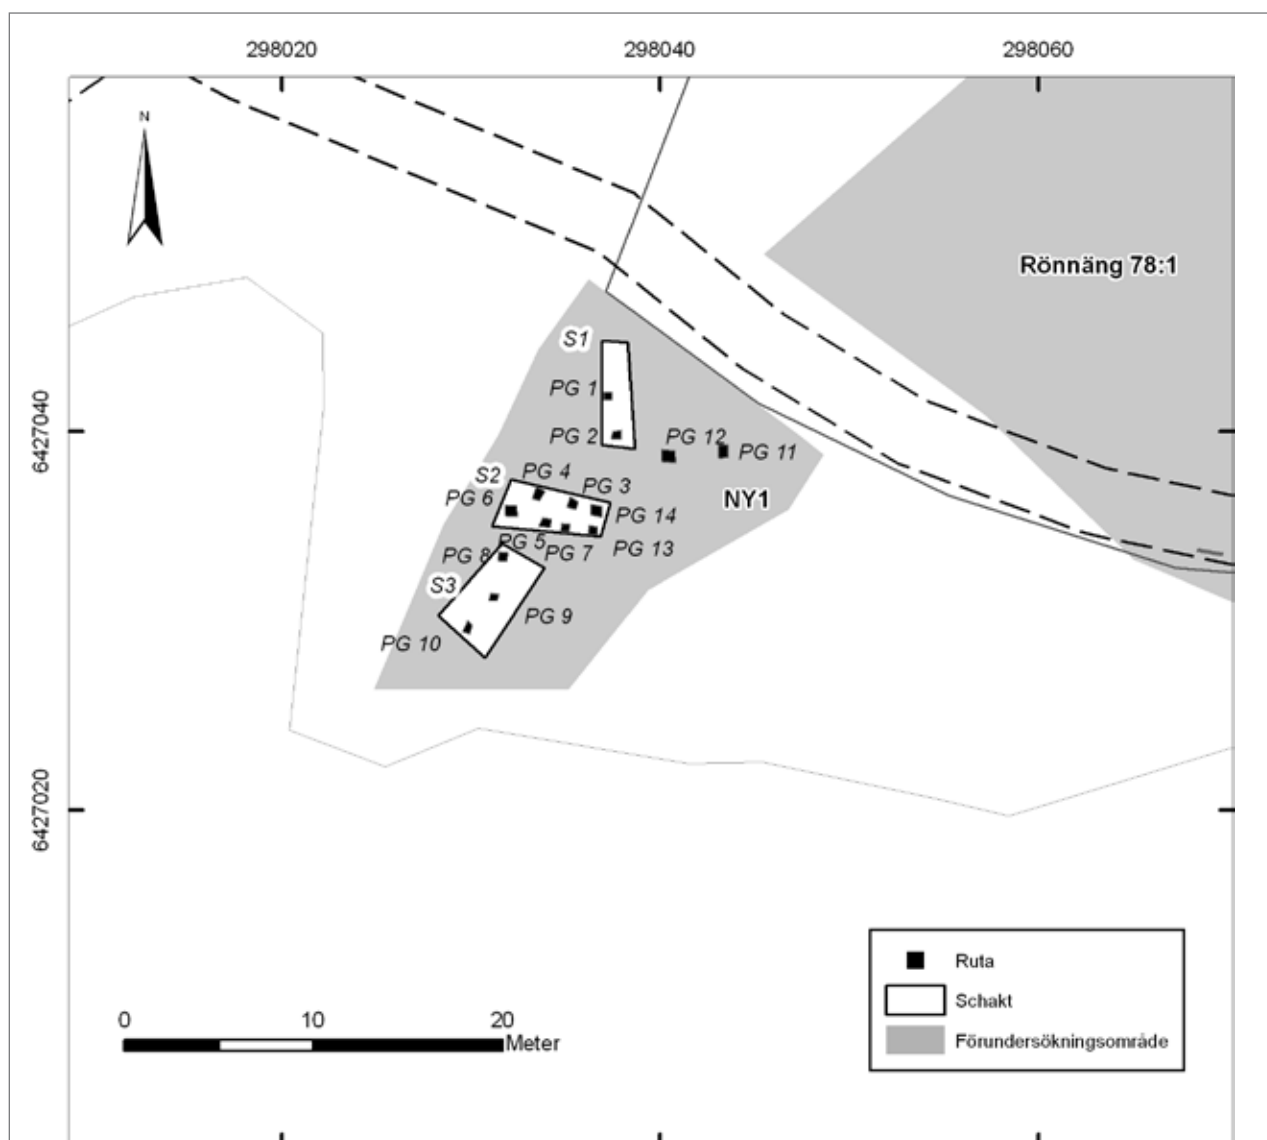 298020
298040
298060
N
Rönnäng 78:1
S1
PG 1
6427040
PG 2
PG 12
PG 11
S2
PG 4
PG 3
PG 6
NY1
PG 14
PG 8
PG 5
PG 7
PG 13
S3
PG 9
PG 10
6427020
Ruta
Schakt
0
10
20
Meter
Förundersökningsområde